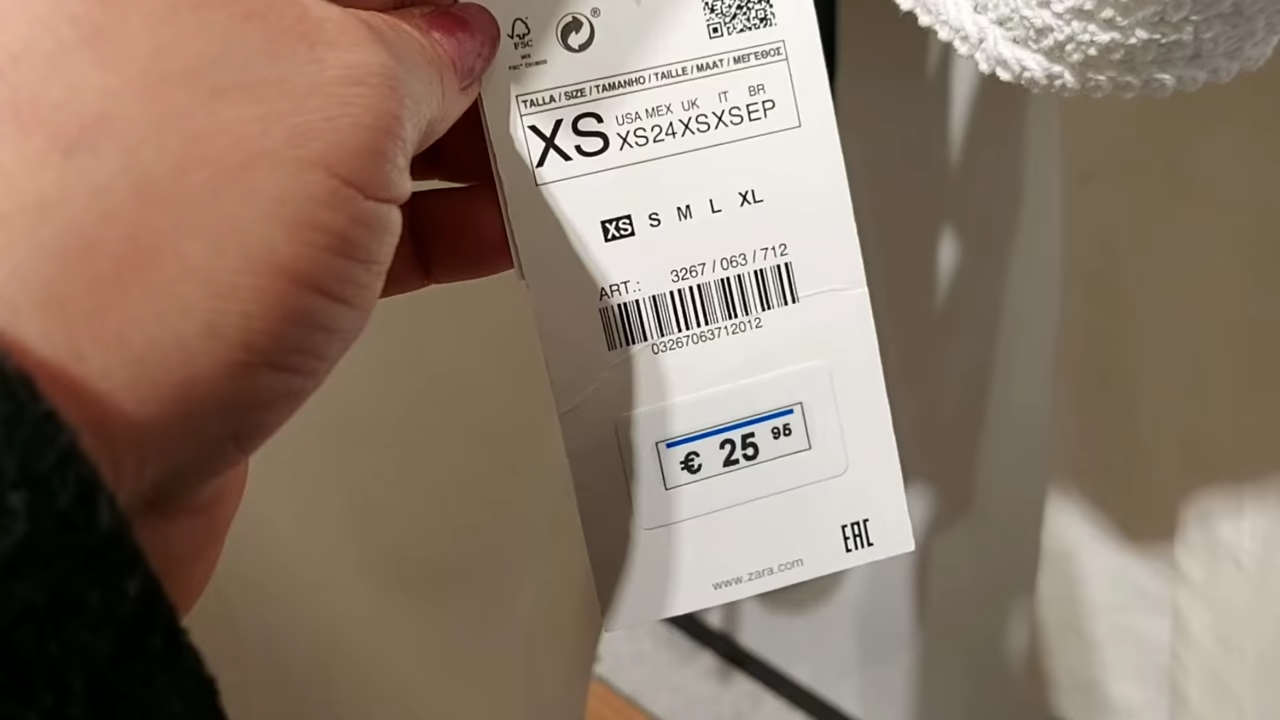 FSC
MIX
®
TALLA / SIZE / TAMANHO / TAILLE / MAAT / ΜΕΓΕΘΟΣ
XS
USA MEX UK IT BR
XS 24 XS XS EP
XS S M L XL
ART.: 3267 / 063 / 712
03267063712012
€ 25 95
EAC
www.zara.com